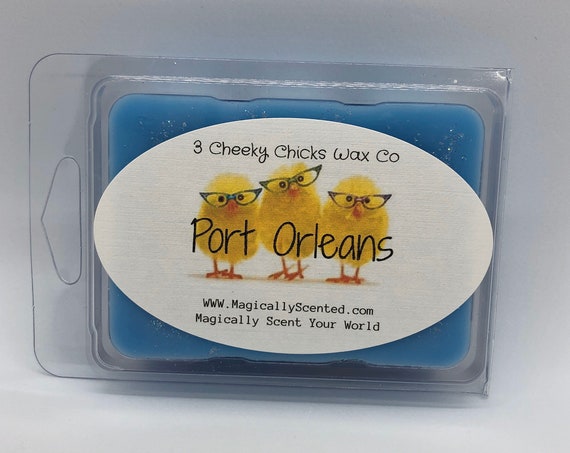 3 Cheeky Chicks Wax Co
Port Orleans
www.MagicallyScented.com
Magically Scent Your World